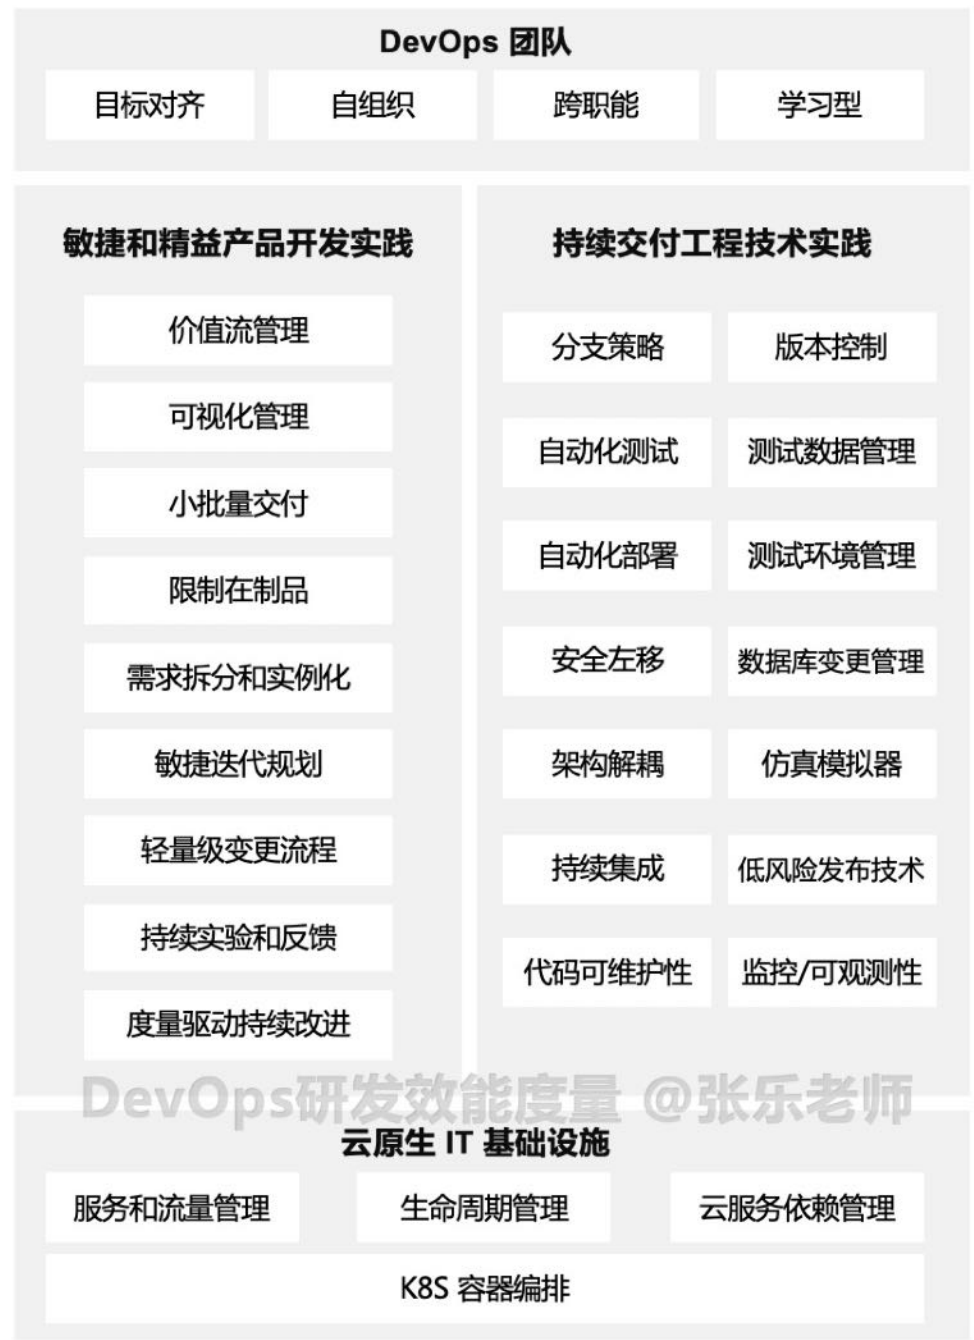 DevOps 团队
目标对齐
自组织
跨职能
学习型
敏捷和精益产品开发实践
价值流管理
可视化管理
小批量交付
限制在制品
需求拆分和实例化
敏捷迭代规划
轻量级变更流程
持续实验和反馈
度量驱动持续改进
持续交付工程技术实践
分支策略
版本控制
自动化测试
测试数据管理
自动化部署
测试环境管理
安全左移
数据库变更管理
架构解耦
仿真模拟器
持续集成
低风险发布技术
代码可维护性
监控/可观测性
DevOps研发效能度量 @张乐老师
云原生 IT 基础设施
服务和流量管理
生命周期管理
云服务依赖管理
K8S 容器编排